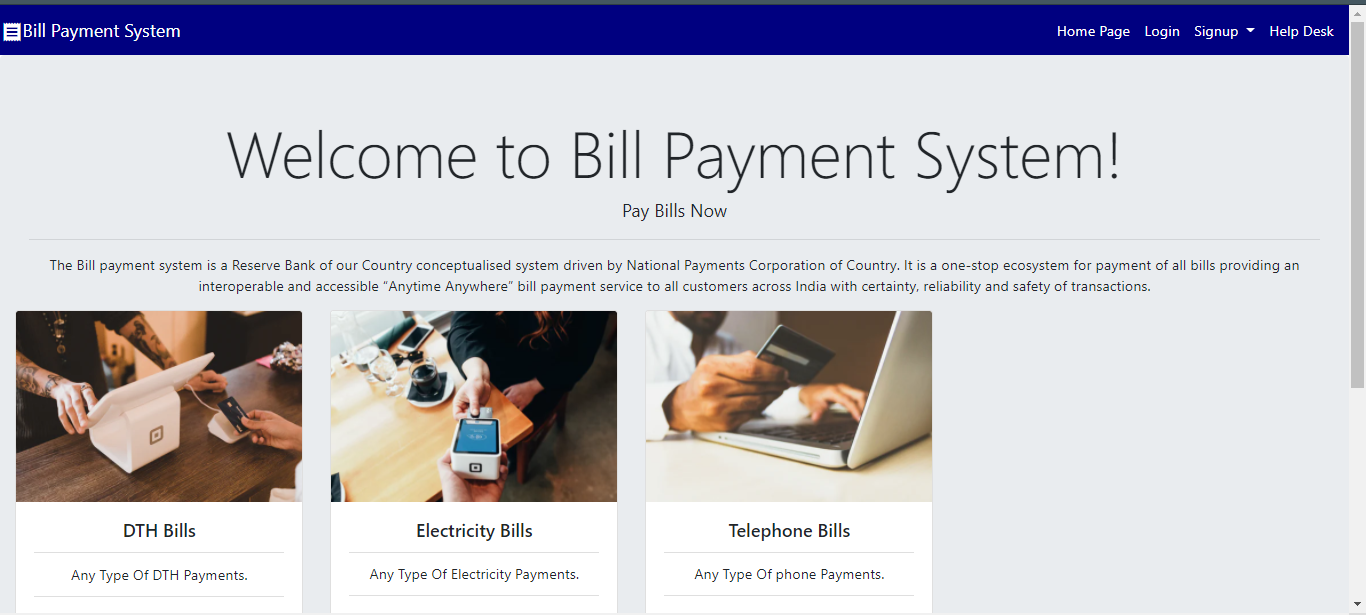 Bill Payment System
Home Page Login Signup Help Desk
Welcome to Bill Payment System!
Pay Bills Now
The Bill payment system is a Reserve Bank of our Country conceptualised system driven by National Payments Corporation of Country. It is a one-stop ecosystem for payment of all bills providing an
interoperable and accessible “Anytime Anywhere” bill payment service to all customers across India with certainty, reliability and safety of transactions.
DTH Bills
Any Type Of DTH Payments.
Electricity Bills
Any Type Of Electricity Payments.
Telephone Bills
Any Type Of phone Payments.